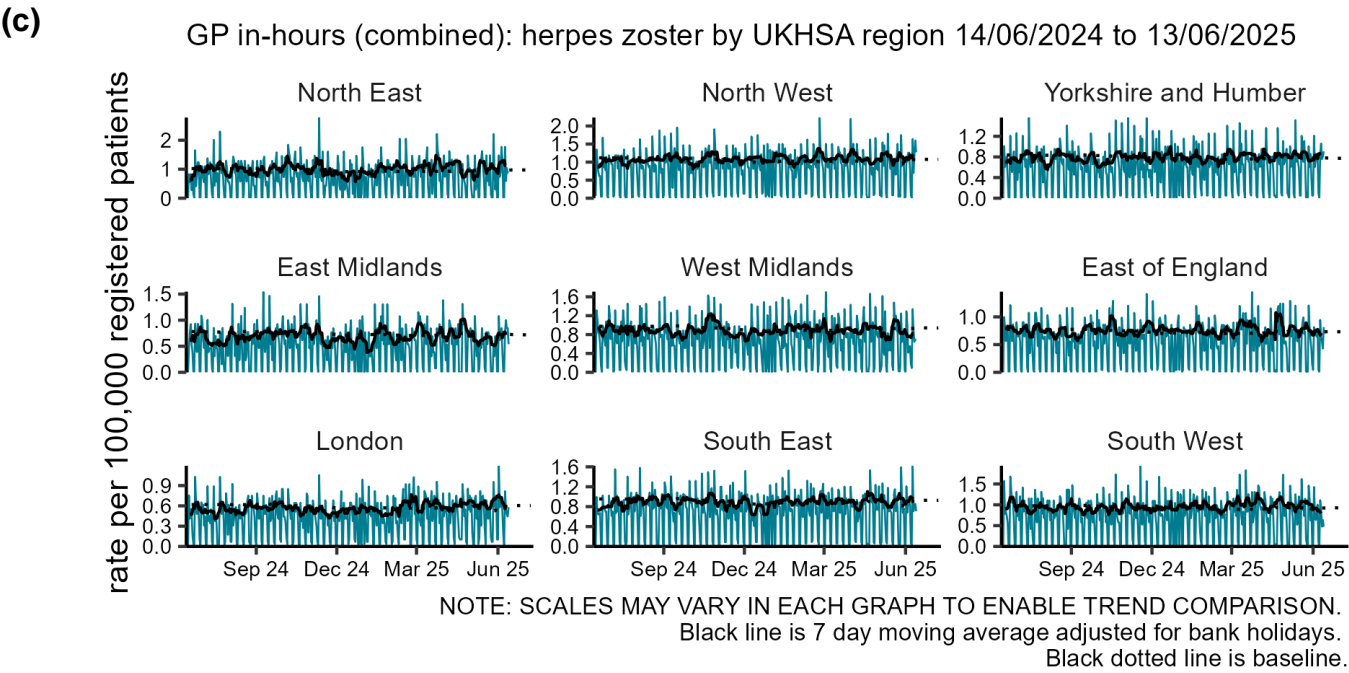 (c)
GP in-hours (combined): herpes zoster by UKHSA region 14/06/2024 to 13/06/2025
rate per 100,000 registered patients
North East
2
1
0
North West
2.0
1.5
1.0
0.5
0.0
Yorkshire and Humber
1.2
0.8
0.4
0.0
East Midlands
1.5
1.0
0.5
0.0
West Midlands
1.6
1.2
0.8
0.4
0.0
East of England
1.0
0.5
0.0
London
0.9
0.6
0.3
0.0
Sep 24 Dec 24 Mar 25 Jun 25
South East
1.6
1.2
0.8
0.4
0.0
Sep 24 Dec 24 Mar 25 Jun 25
South West
1.5
1.0
0.5
0.0
Sep 24 Dec 24 Mar 25 Jun 25
NOTE: SCALES MAY VARY IN EACH GRAPH TO ENABLE TREND COMPARISON.
Black line is 7 day moving average adjusted for bank holidays.
Black dotted line is baseline.